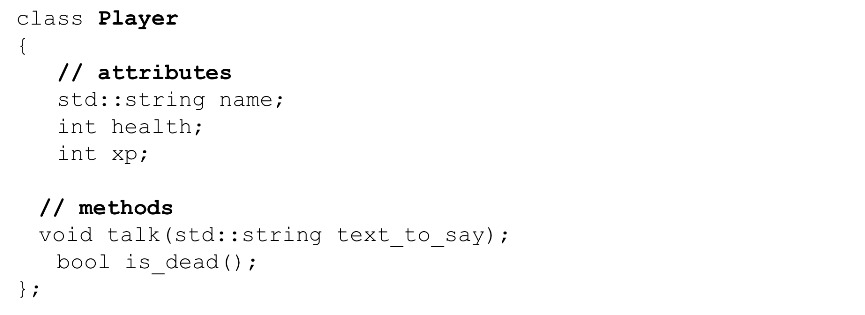 class Player
{
// attributes
std::string name;
int health;
int xp;
// methods
void talk(std::string text_to_say);
bool is_dead();
};